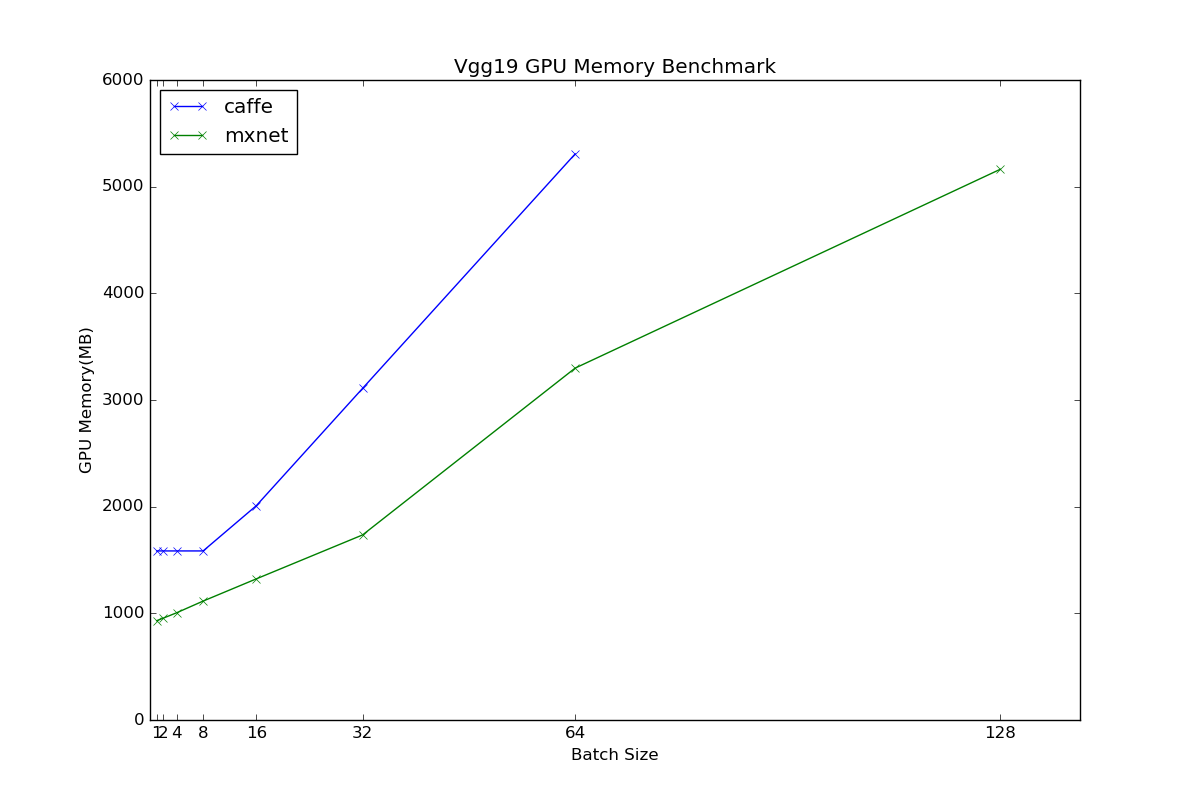 Vgg19 GPU Memory Benchmark
caffe
mxnet
6000
5000
4000
3000
2000
1000
0
GPU Memory(MB)
1 2 4 8 16 32 64 128
Batch Size